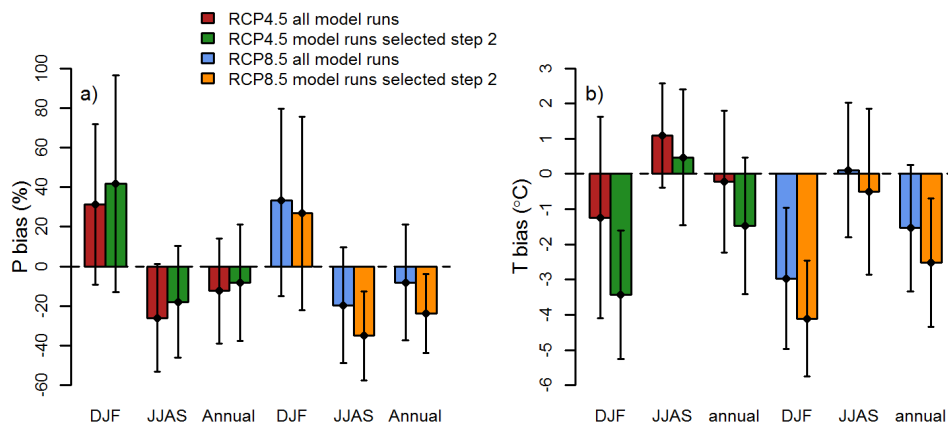 RCP4.5 all model runs
RCP4.5 model runs selected step 2
RCP8.5 all model runs
RCP8.5 model runs selected step 2
a)
P bias (%)
100
80
60
40
20
0
-20
-40
-60
DJF JJAS Annual DJF JJAS Annual
b)
T bias (°C)
3
2
1
0
-1
-2
-3
-4
-5
-6
DJF JJAS annual DJF JJAS annual